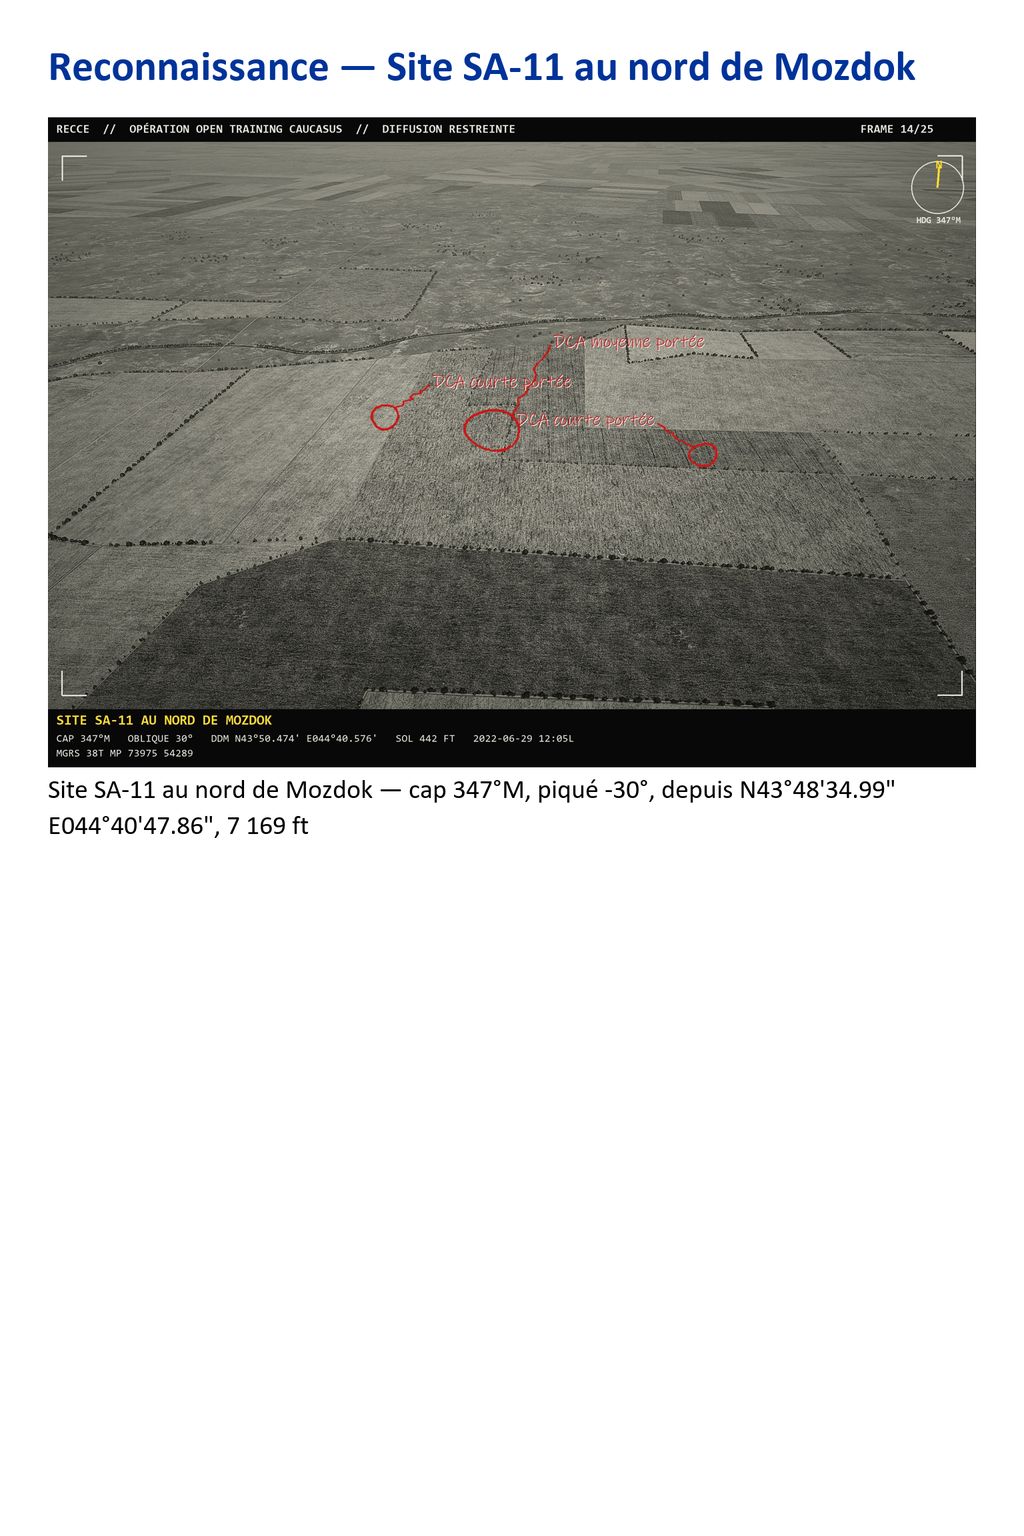 Reconnaissance — Site SA-11 au nord de Mozdok
RECCE // OPÉRATION OPEN TRAINING CAUCASUS // DIFFUSION RESTREINTE FRAME 14/25
N
HDG 347°M
DCA moyenne portée
DCA courte portée
DCA courte portée
SITE SA-11 AU NORD DE MOZDOK
CAP 347°M OBLIQUE 30° DDM N43°50.474' E044°40.576' SOL 442 FT 2022-06-29 12:05L
MGRS 38T MP 73975 54289
Site SA-11 au nord de Mozdok — cap 347°M, piqué -30°, depuis N43°48'34.99"
E044°40'47.86", 7 169 ft